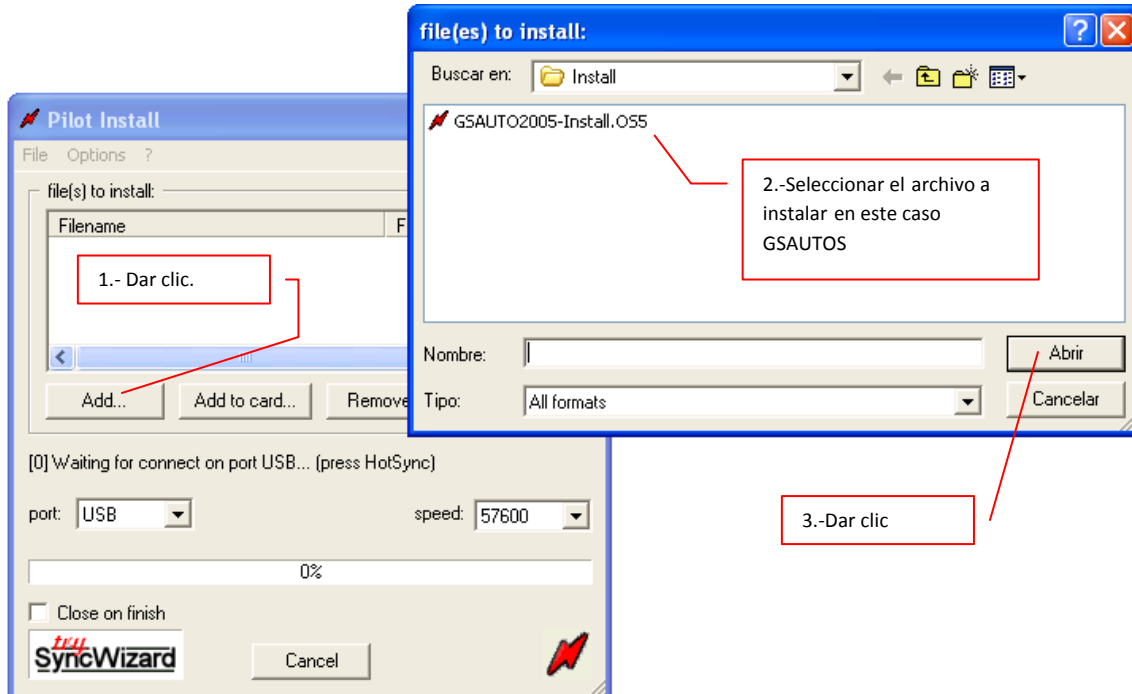 file(es) to install:
Buscar en: Install
GSAUTO2005-Install.OS5
2.-Seleccionar el archivo a
instalar en este caso
GSAUTOS
Nombre:
Abrir
Tipo: All formats
Cancelar
3.-Dar clic
Pilot Install
File Options ?
file(s) to install:
Filename F
1.- Dar clic.
Add... Add to card... Remove
[0] Waiting for connect on port USB... (press HotSync)
port: USB speed: 57600
0%
Close on finish
try
SyncWizard
Cancel